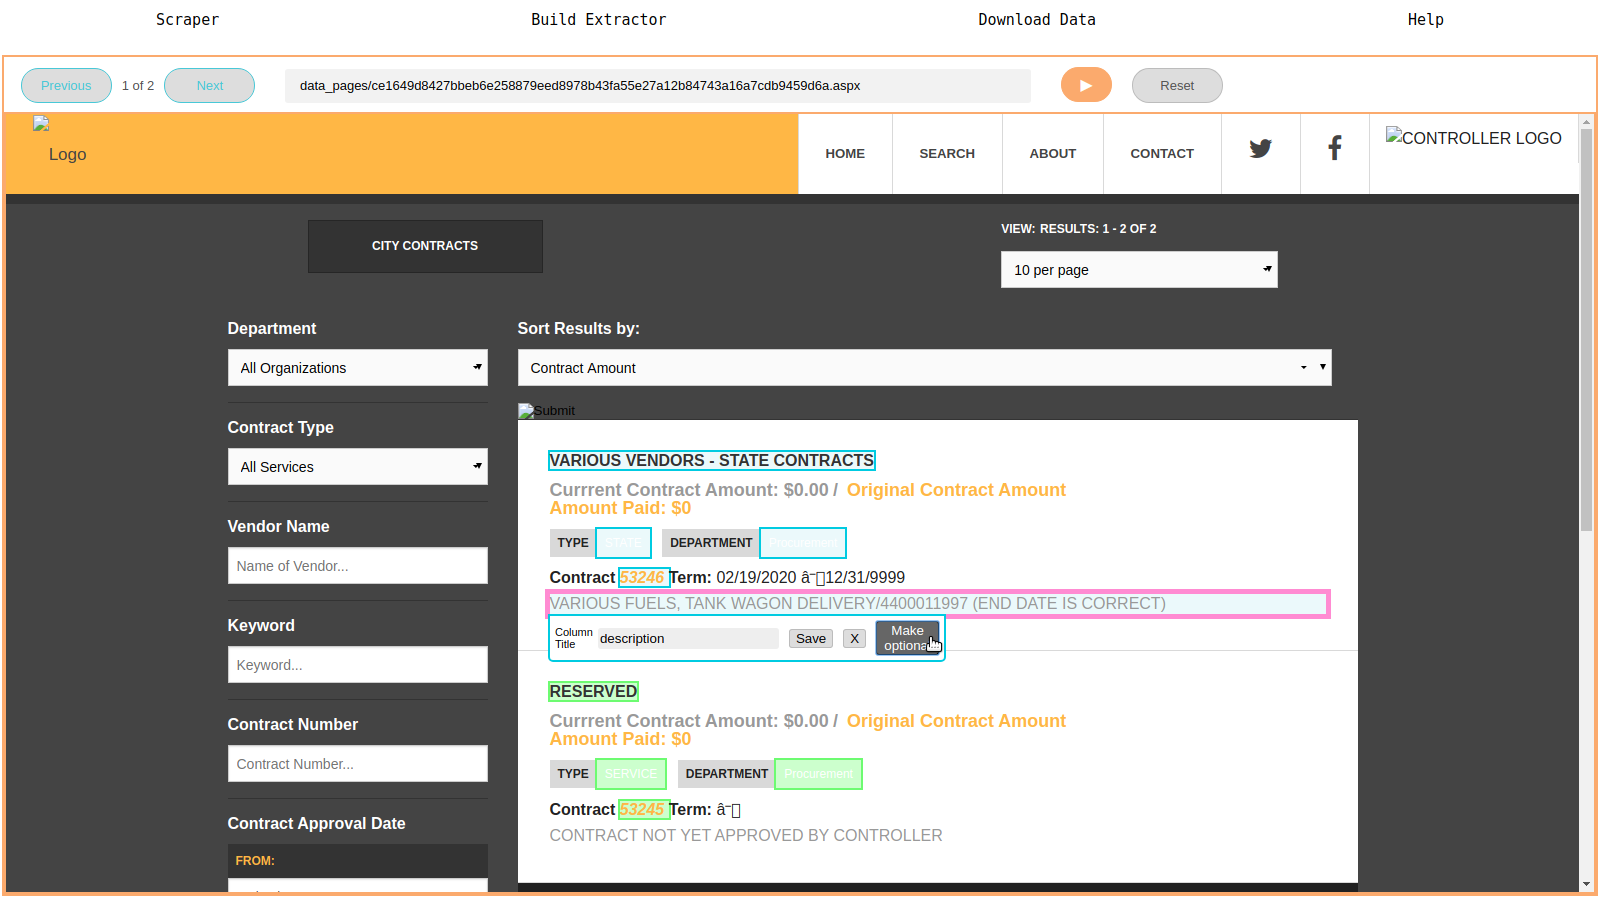 Scraper Build Extractor Download Data Help
Previous 1 of 2 Next data_pages/ce1649d8427bbeb6e258879eed8978b43fa55e27a12b84743a16a7cdb9459d6a.aspx ▶ Reset
Logo HOME SEARCH ABOUT CONTACT CONTROLLER LOGO
CITY CONTRACTS
VIEW: RESULTS: 1 - 2 OF 2
10 per page
Department
All Organizations
Contract Type
All Services
Vendor Name
Name of Vendor...
Keyword
Keyword...
Contract Number
Contract Number...
Contract Approval Date
FROM:
Sort Results by:
Contract Amount
Submit
VARIOUS VENDORS - STATE CONTRACTS
Currrent Contract Amount: $0.00 / Original Contract Amount
Amount Paid: $0
TYPE STATE DEPARTMENT Procurement
Contract 53246 Term: 02/19/2020 â¯▯12/31/9999
VARIOUS FUELS, TANK WAGON DELIVERY/4400011997 (END DATE IS CORRECT)
Column
Title
description Save X
Make
optional
RESERVED
Currrent Contract Amount: $0.00 / Original Contract Amount
Amount Paid: $0
TYPE SERVICE DEPARTMENT Procurement
Contract 53245 Term: â¯▯
CONTRACT NOT YET APPROVED BY CONTROLLER